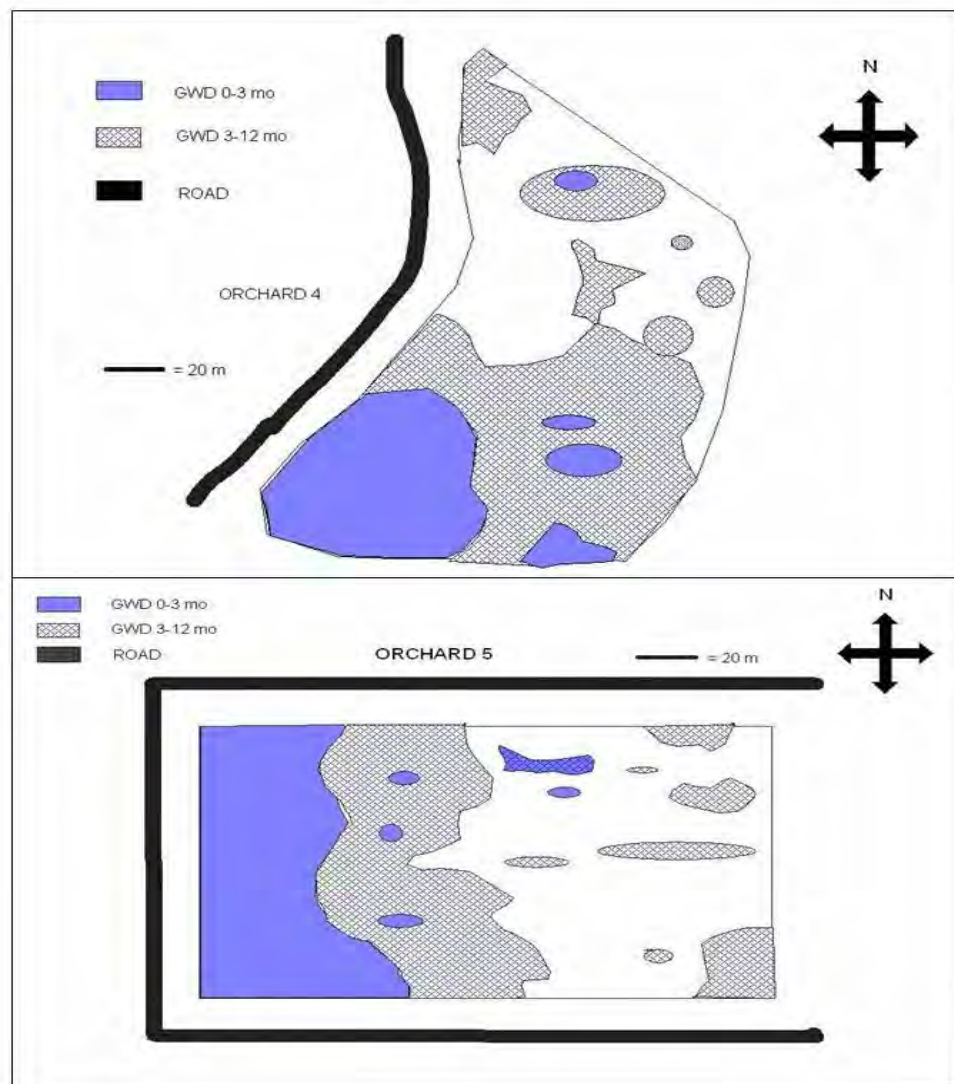 N
GWD 0-3 mo
GWD 3-12 mo
ROAD
ORCHARD 4
= 20 m
GWD 0-3 mo
GWD 3-12 mo
ROAD
ORCHARD 5
= 20 m
N